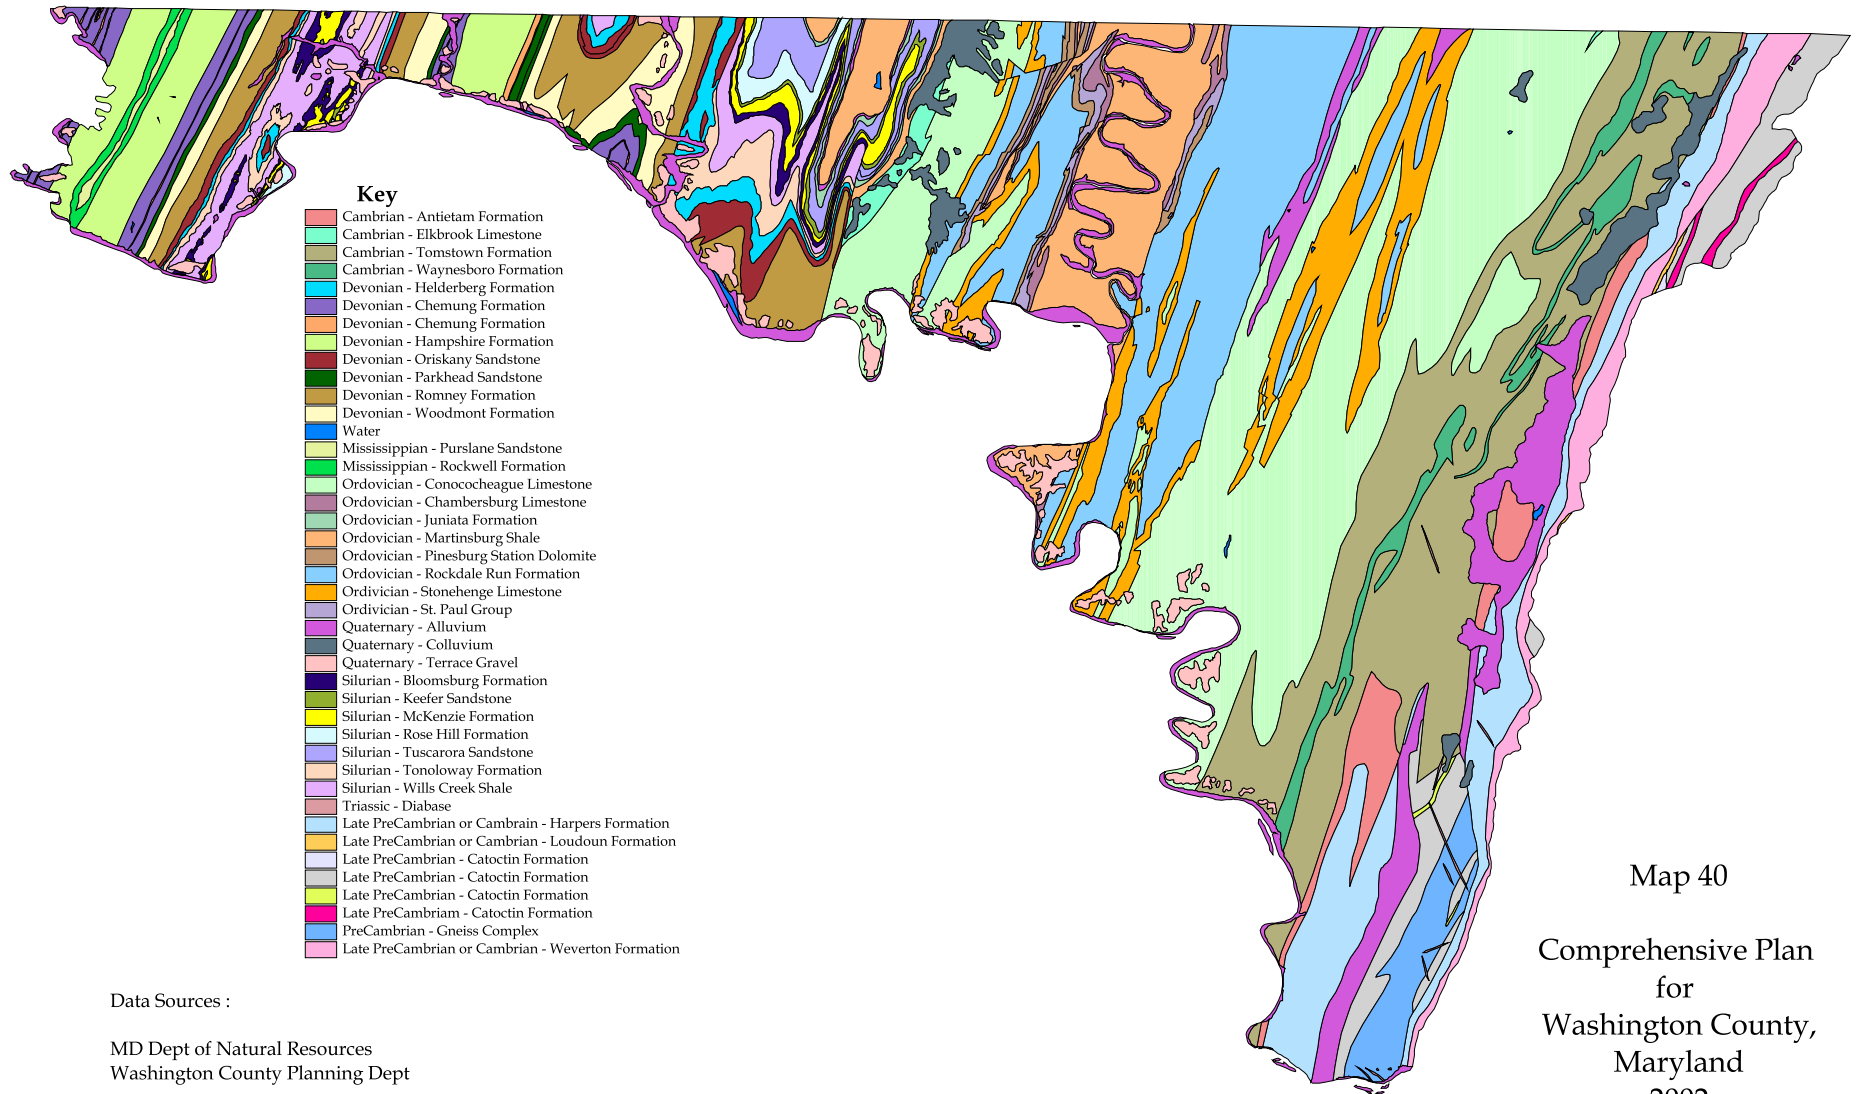 Key
Cambrian - Antietam Formation
Cambrian - Elkbrook Limestone
Cambrian - Tomstown Formation
Cambrian - Waynesboro Formation
Devonian - Helderberg Formation
Devonian - Chemung Formation
Devonian - Chemung Formation
Devonian - Hampshire Formation
Devonian - Oriskany Sandstone
Devonian - Parkhead Sandstone
Devonian - Romney Formation
Devonian - Woodmont Formation
Water
Mississippian - Purslane Sandstone
Mississippian - Rockwell Formation
Ordovician - Conococheague Limestone
Ordovician - Chambersburg Limestone
Ordovician - Juniata Formation
Ordovician - Martinsburg Shale
Ordovician - Pinesburg Station Dolomite
Ordovician - Rockdale Run Formation
Ordivician - Stonehenge Limestone
Ordivician - St. Paul Group
Quaternary - Alluvium
Quaternary - Colluvium
Quaternary - Terrace Gravel
Silurian - Bloomsburg Formation
Silurian - Keefer Sandstone
Silurian - McKenzie Formation
Silurian - Rose Hill Formation
Silurian - Tuscarora Sandstone
Silurian - Tonoloway Formation
Silurian - Wills Creek Shale
Triassic - Diabase
Late PreCambrian or Cambrain - Harpers Formation
Late PreCambrian or Cambrian - Loudoun Formation
Late PreCambrian - Catoctin Formation
Late PreCambrian - Catoctin Formation
Late PreCambrian - Catoctin Formation
Late PreCambriam - Catoctin Formation
PreCambrian - Gneiss Complex
Late PreCambrian or Cambrian - Weverton Formation
Data Sources :
MD Dept of Natural Resources
Washington County Planning Dept
Map 40
Comprehensive Plan
for
Washington County,
Maryland